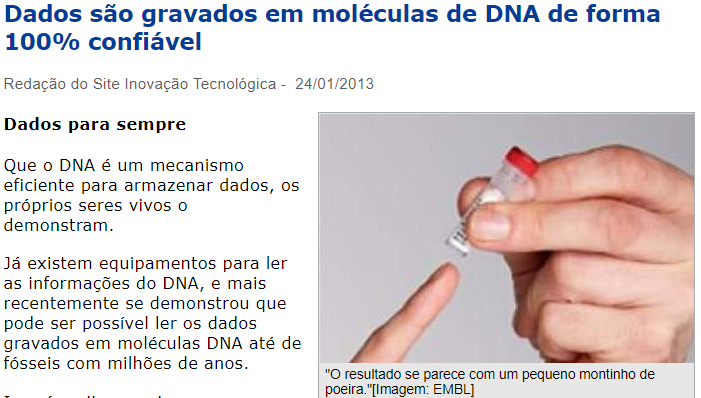 Dados são gravados em moléculas de DNA de forma
100% confiável
Redação do Site Inovação Tecnológica - 24/01/2013
Dados para sempre
Que o DNA é um mecanismo
eficiente para armazenar dados, os
próprios seres vivos o
demonstram.
Já existem equipamentos para ler
as informações do DNA, e mais
recentemente se demonstrou que
pode ser possível ler os dados
gravados em moléculas DNA até de
fósseis com milhões de anos.
"O resultado se parece com um pequeno montinho de
poeira."[Imagem: EMBL]